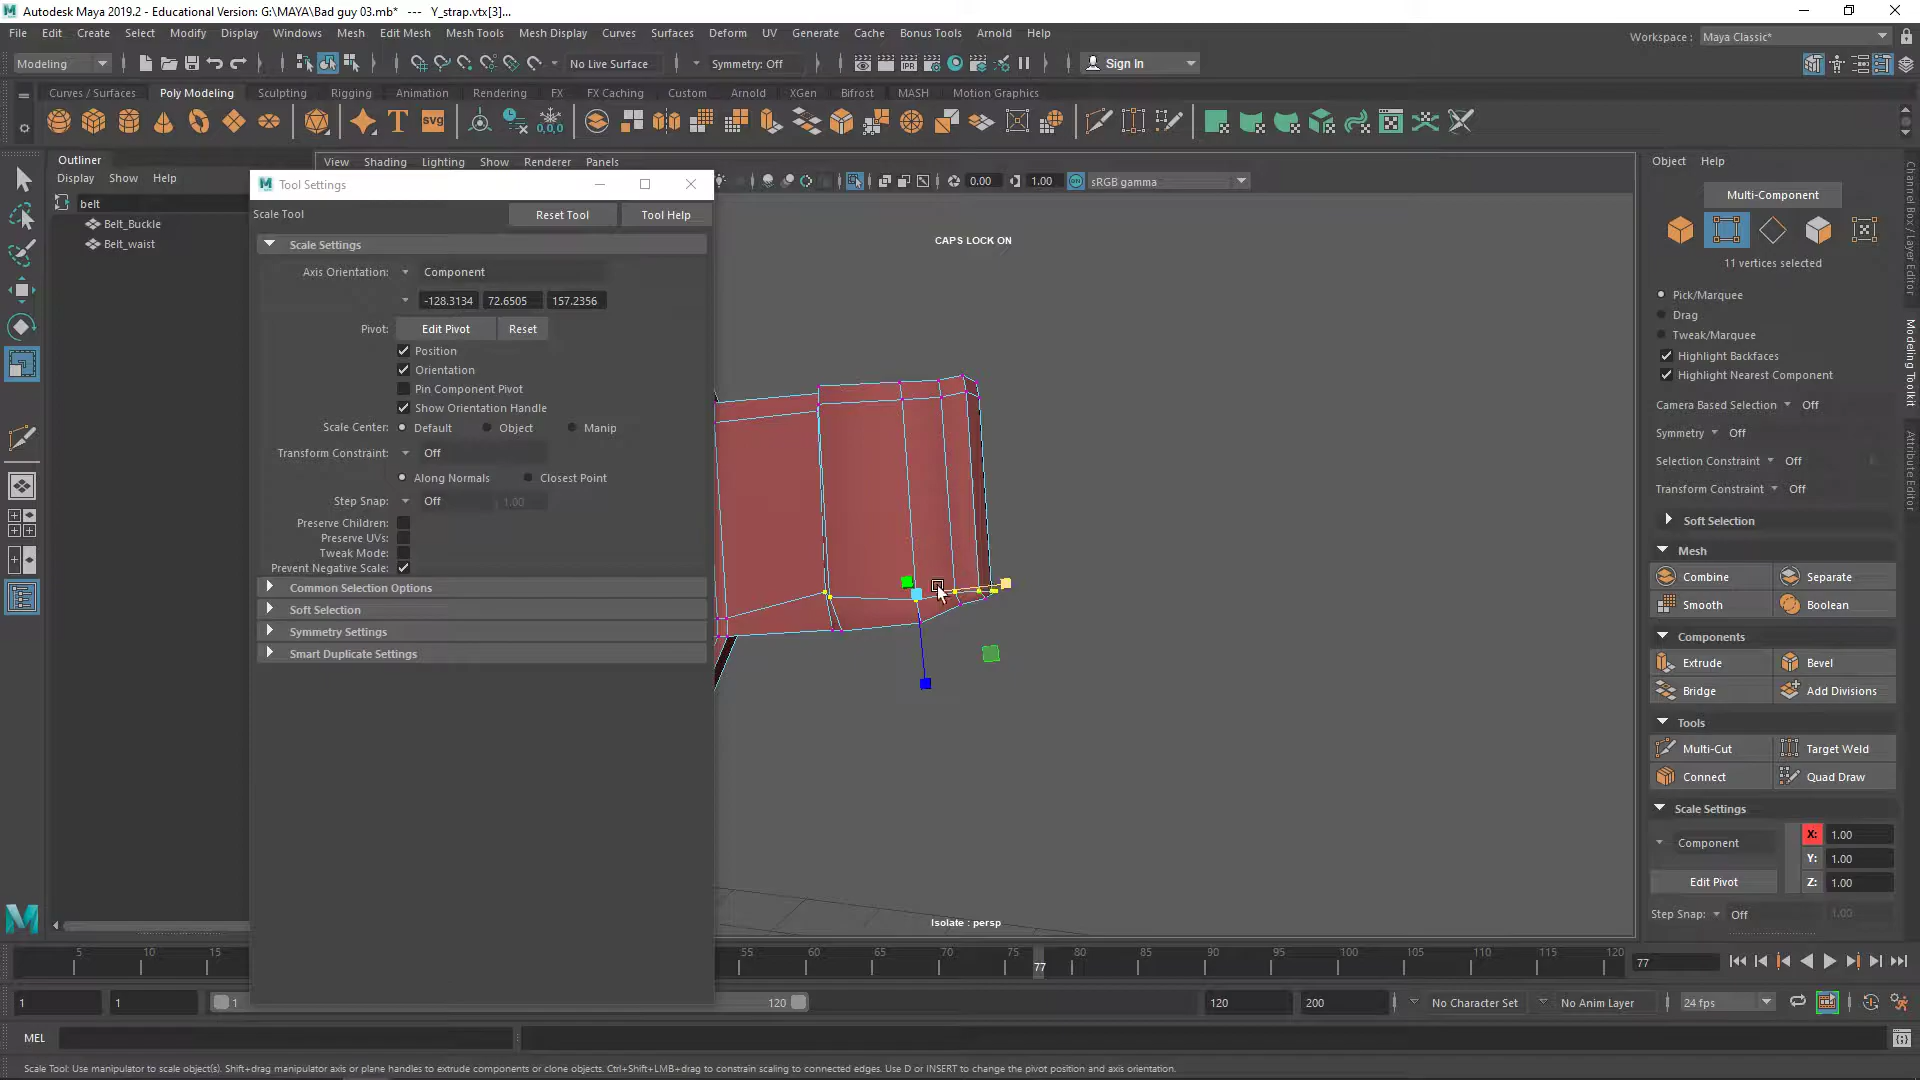 Autodesk Maya 2019.2 - Educational Version: G:\MAYA\Bad guy 03.mb* --- Y_strap.vtx[3]...
File Edit Create Select Modify Display Windows Mesh Edit Mesh Mesh Tools Mesh Display Curves Surfaces Deform UV Generate Cache Bonus Tools Arnold Help
Workspace : Maya Classic*
Modeling No Live Surface Symmetry: Off Sign In
Curves / Surfaces Poly Modeling Sculpting Rigging Animation Rendering FX FX Caching Custom Arnold XGen Bifrost MASH Motion Graphics
Outliner
Display Show Help
belt
Belt_Buckle
Belt_waist
View Shading Lighting Show Renderer Panels
0.00 1.00 sRGB gamma
Tool Settings
Scale Tool Reset Tool Tool Help
Scale Settings
Axis Orientation: Component
-128.3134 72.6505 157.2356
Pivot: Edit Pivot Reset
Position
Orientation
Pin Component Pivot
Show Orientation Handle
Scale Center: Default Object Manip
Transform Constraint: Off
Along Normals Closest Point
Step Snap: Off 1.00
Preserve Children:
Preserve UVs:
Tweak Mode:
Prevent Negative Scale:
Common Selection Options
Soft Selection
Symmetry Settings
Smart Duplicate Settings
CAPS LOCK ON
Isolate : persp
Object Help
Multi-Component
11 vertices selected
Pick/Marquee
Drag
Tweak/Marquee
Highlight Backfaces
Highlight Nearest Component
Camera Based Selection Off
Symmetry Off
Selection Constraint Off
Transform Constraint Off
Soft Selection
Mesh
Combine Separate
Smooth Boolean
Components
Extrude Bevel
Bridge Add Divisions
Tools
Multi-Cut Target Weld
Connect Quad Draw
Scale Settings
Component
X: 1.00
Y: 1.00
Edit Pivot Z: 1.00
Step Snap: Off 1.00
Channel Box / Layer Editor
Modeling Toolkit
Attribute Editor
5 10 15 55 60 65 70 75 77 80 85 90 95 100 105 110 115 120
77
1 1 1 120 120 200 No Character Set No Anim Layer 24 fps
MEL
Scale Tool: Use manipulator to scale object(s). Shift+drag manipulator axis or plane handles to extrude components or clone objects. Ctrl+Shift+LMB+drag to constrain scaling to connected edges. Use D or INSERT to change the pivot position and axis orientation.